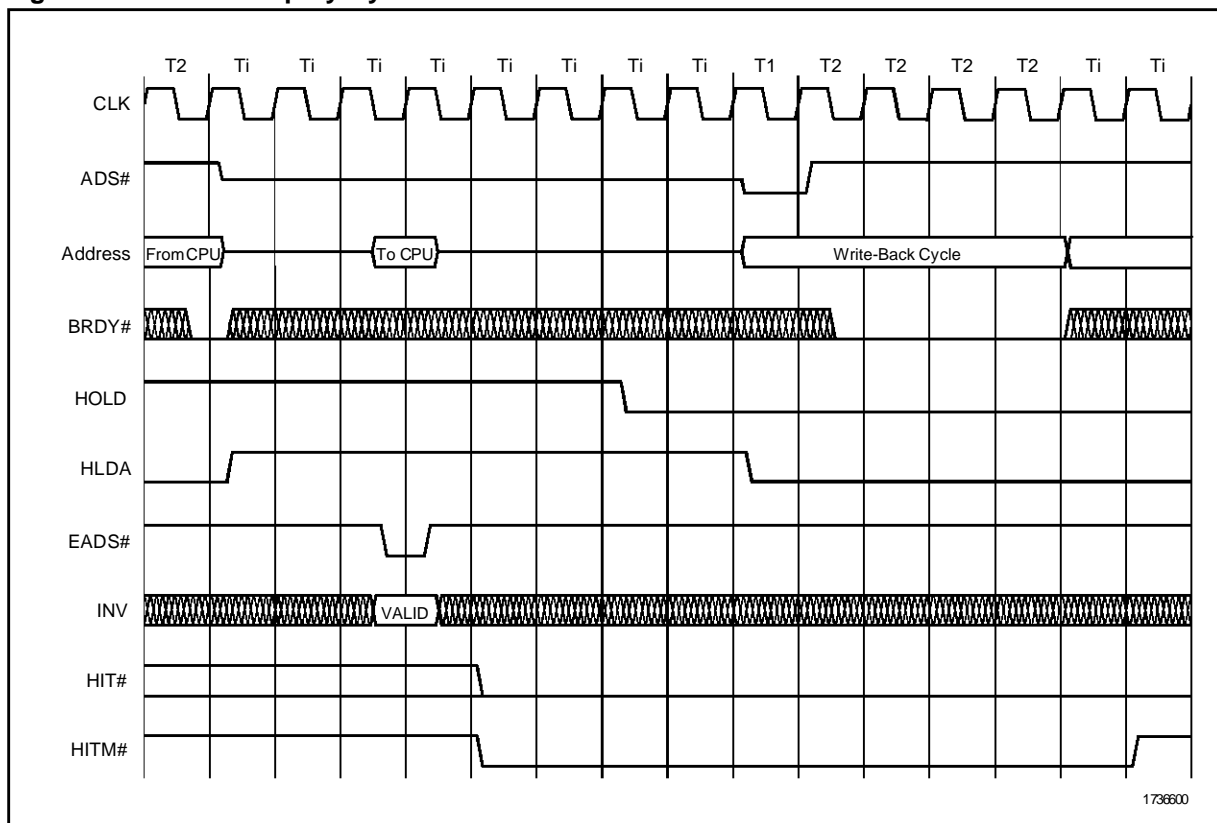 T2 Ti Ti Ti Ti Ti Ti Ti Ti T1 T2 T2 T2 T2 Ti Ti
CLK
ADS#
Address
From CPU
To CPU
Write-Back Cycle
BRDY#
HOLD
HLDA
EADS#
INV
VALID
HIT#
HITM#
1736600